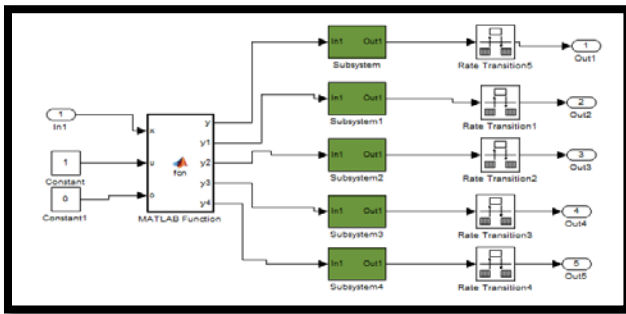 In1 Out1
Subsystem
Rate Transition5
1
Out1
1
In1
x
y
y1
In1 Out1
Subsystem1
Rate Transition1
2
Out2
1
Constant
u
fcn
y2
In1 Out1
Subsystem2
Rate Transition2
3
Out3
0
Constant1
o
y3
y4
MATLAB Function
In1 Out1
Subsystem3
Rate Transition3
4
Out4
In1 Out1
Subsystem4
Rate Transition4
5
Out5